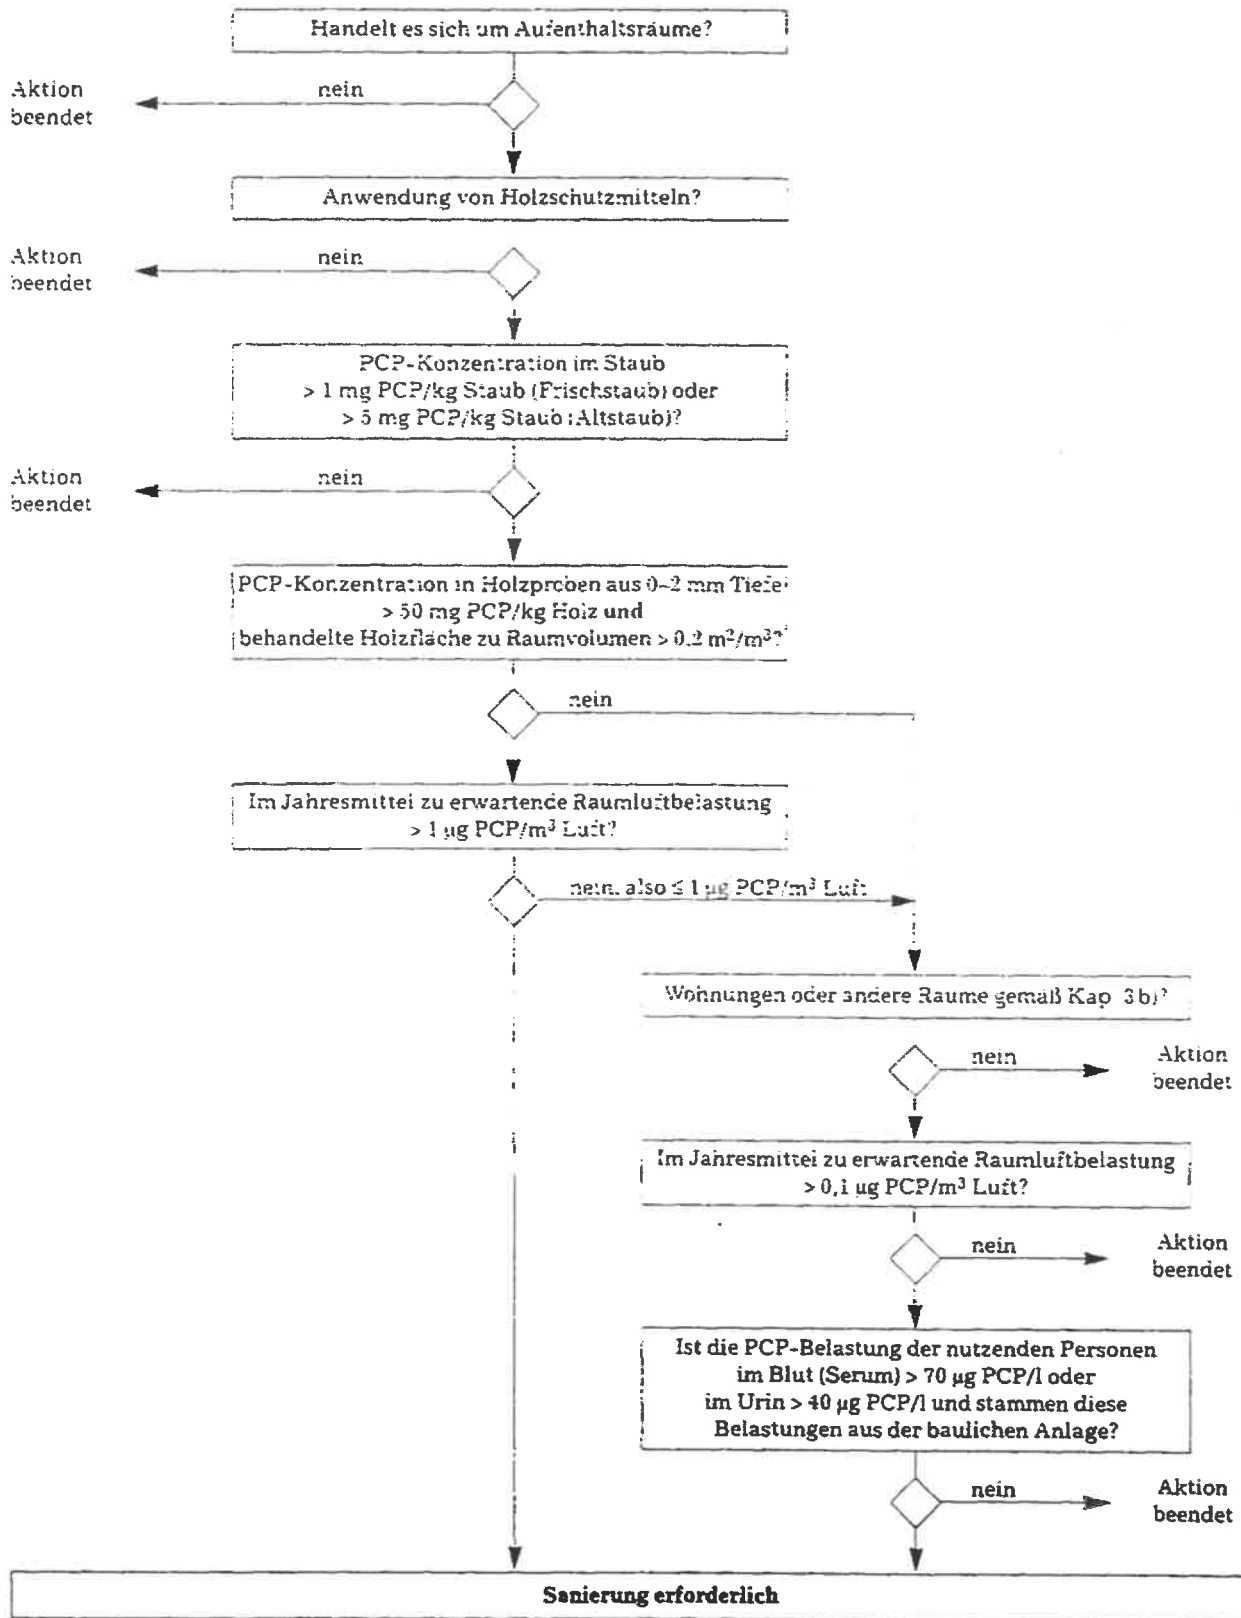 Handelt es sich um Aufenthaltsräume?
Aktion
beendet
nein
Anwendung von Holzschutzmitteln?
Aktion
beendet
nein
PCP-Konzentration im Staub
> 1 mg PCP/kg Staub (Frischstaub) oder
> 5 mg PCP/kg Staub (Altstaub)?
Aktion
beendet
nein
PCP-Konzentration in Holzproben aus 0–2 mm Tiefe
> 50 mg PCP/kg Holz und
behandelte Holzfläche zu Raumvolumen > 0,2 m²/m³?
nein
Im Jahresmittel zu erwartende Raumluftbelastung
> 1 µg PCP/m³ Luft?
nein, also ≤ 1 µg PCP/m³ Luft
Wohnungen oder andere Räume gemäß Kap. 3 b)?
nein
Aktion
beendet
Im Jahresmittel zu erwartende Raumluftbelastung
> 0,1 µg PCP/m³ Luft?
nein
Aktion
beendet
Ist die PCP-Belastung der nutzenden Personen
im Blut (Serum) > 70 µg PCP/l oder
im Urin > 40 µg PCP/l und stammen diese
Belastungen aus der baulichen Anlage?
nein
Aktion
beendet
Sanierung erforderlich